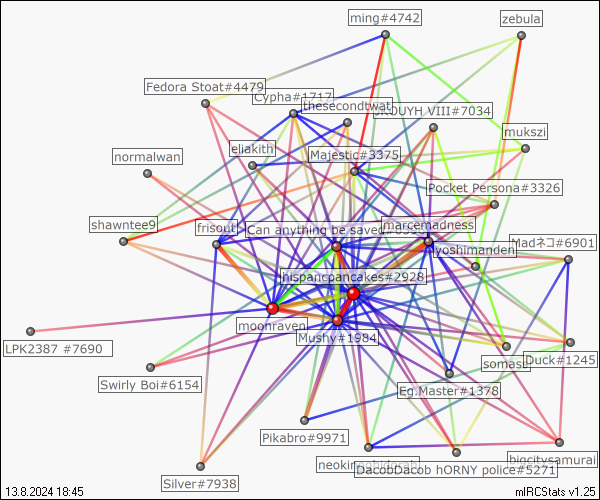 ming#4742
zebula
Fedora Stoat#4479
Cypha#1717
thesecondtwat
VIII#7034
mukszi
eliakith
normalwan
Majestic#3375
Pocket Persona#3326
shawntee9
frisout
Can anything be saved
marcemadness
yoshimanden
Madネコ#6901
hispanicpancakes#2928
moonraven
Mushy#1984
LPK2387 #7690
somasis
Duck#1245
Swirly Boi#6154
Eg.Master#1378
Pikabro#9971
bigcitysamurai
DacobDacob hORNY police#5271
Silver#7938
13.8.2024 18:45
mIRCStats v1.25